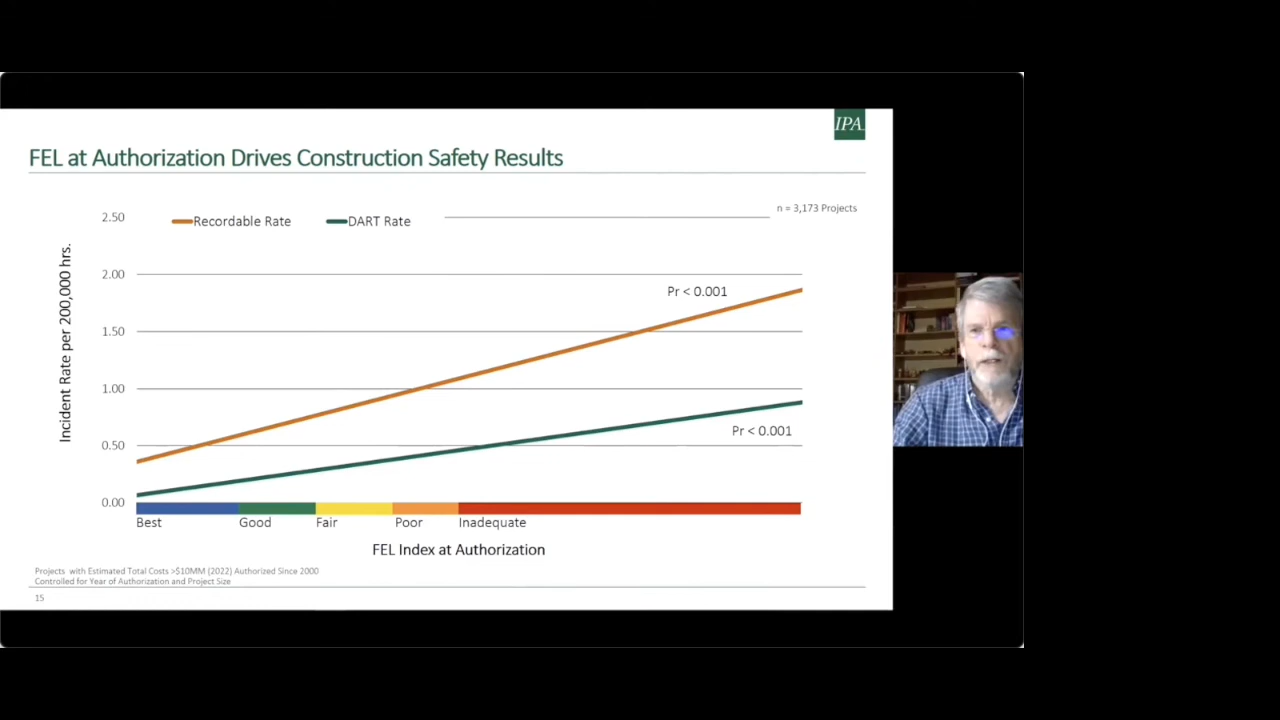 IPA
FEL at Authorization Drives Construction Safety Results
n = 3,173 Projects
Recordable Rate
DART Rate
2.50
2.00
1.50
1.00
0.50
0.00
Incident Rate per 200,000 hrs.
Pr < 0.001
Pr < 0.001
Best
Good
Fair
Poor
Inadequate
FEL Index at Authorization
Projects with Estimated Total Costs >$10MM (2022) Authorized Since 2000
Controlled for Year of Authorization and Project Size
15